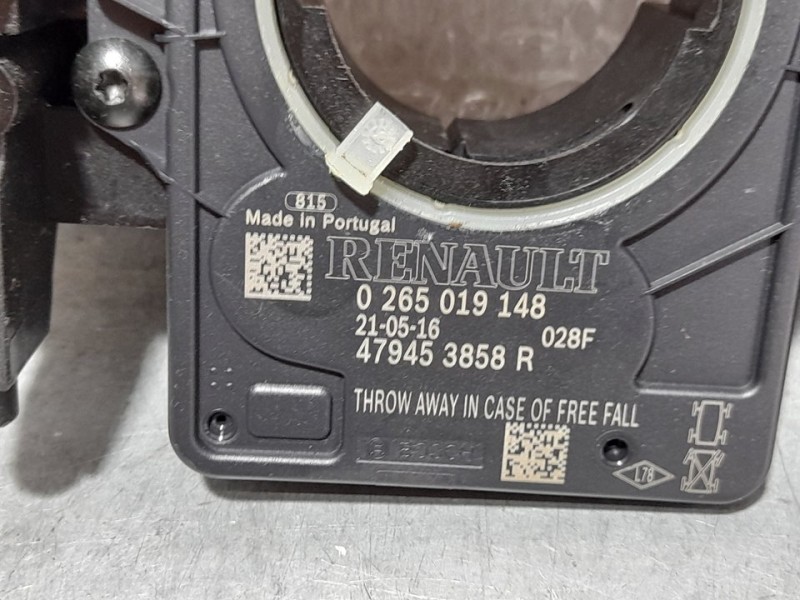 815
Made in Portugal
RENAULT
0 265 019 148
21-05-16 028F
47945 3858 R
THROW AWAY IN CASE OF FREE FALL
BOSCH
L78